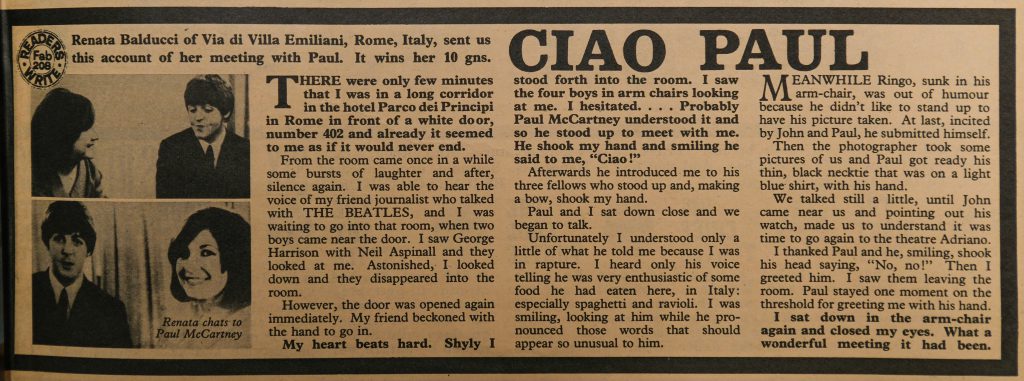 READERS
Fab
208
WRITE
Renata Balducci of Via di Villa Emiliani, Rome, Italy, sent us
this account of her meeting with Paul. It wins her 10 gns.
CIAO PAUL
THERE were only few minutes
that I was in a long corridor
in the hotel Parco dei Principi
in Rome in front of a white door,
number 402 and already it seemed
to me as if it would never end.
From the room came once in a while
some bursts of laughter and after,
silence again. I was able to hear the
voice of my friend journalist who talked
with THE BEATLES, and I was
waiting to go into that room, when two
boys came near the door. I saw George
Harrison with Neil Aspinall and they
looked at me. Astonished, I looked
down and they disappeared into the
room.
However, the door was opened again
immediately. My friend beckoned with
the hand to go in.
My heart beats hard. Shyly I
stood forth into the room. I saw
the four boys in arm chairs looking
at me. I hesitated. . . . Probably
Paul McCartney understood it and
so he stood up to meet with me.
He shook my hand and smiling he
said to me, "Ciao!"
Afterwards he introduced me to his
three fellows who stood up and, making
a bow, shook my hand.
Paul and I sat down close and we
began to talk.
Unfortunately I understood only a
little of what he told me because I was
in rapture. I heard only his voice
telling he was very enthusiastic of some
food he had eaten here, in Italy:
especially spaghetti and ravioli. I was
smiling, looking at him while he pro-
nounced those words that should
appear so unusual to him.
MEANWHILE Ringo, sunk in his
arm-chair, was out of humour
because he didn't like to stand up to
have his picture taken. At last, incited
by John and Paul, he submitted himself.
Then the photographer took some
pictures of us and Paul got ready his
thin, black necktie that was on a light
blue shirt, with his hand.
We talked still a little, until John
came near us and pointing out his
watch, made us to understand it was
time to go again to the theatre Adriano.
I thanked Paul and he, smiling, shook
his head saying, "No, no!" Then I
greeted him. I saw them leaving the
room. Paul stayed one moment on the
threshold for greeting me with his hand.
I sat down in the arm-chair
again and closed my eyes. What a
wonderful meeting it had been.
Renata chats to
Paul McCartney